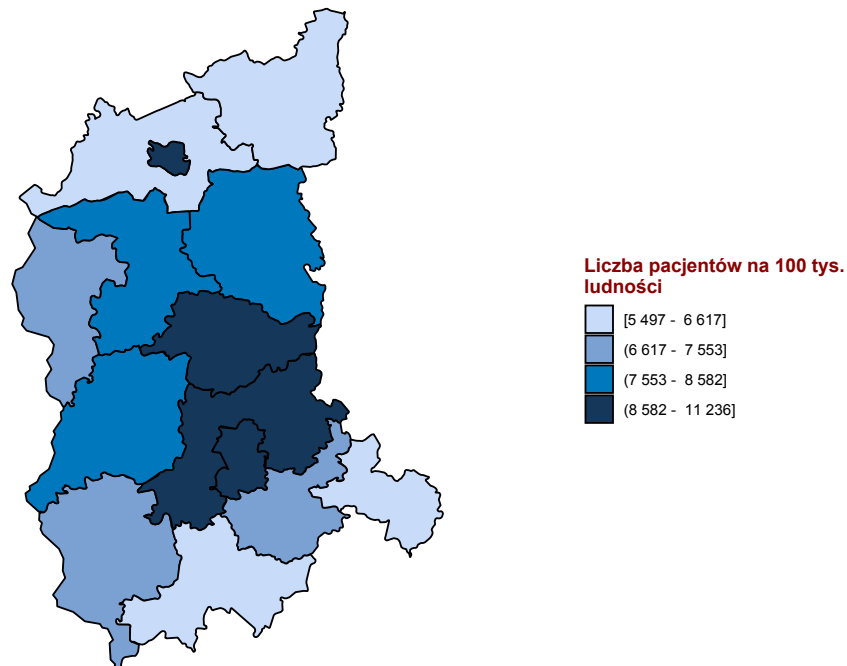 Liczba pacjentów na 100 tys.
ludności
[5 497 - 6 617]
(6 617 - 7 553]
(7 553 - 8 582]
(8 582 - 11 236]